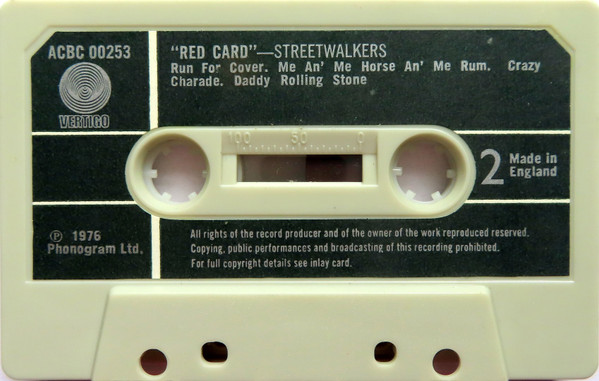 ACBC 00253
VERTIGO
"RED CARD"—STREETWALKERS
Run For Cover. Me An' Me Horse An' Me Rum. Crazy
Charade. Daddy Rolling Stone
100 50 0
2
Made in
England
℗ 1976
Phonogram Ltd.
All rights of the record producer and of the owner of the work reproduced reserved.
Copying, public performances and broadcasting of this recording prohibited.
For full copyright details see inlay card.